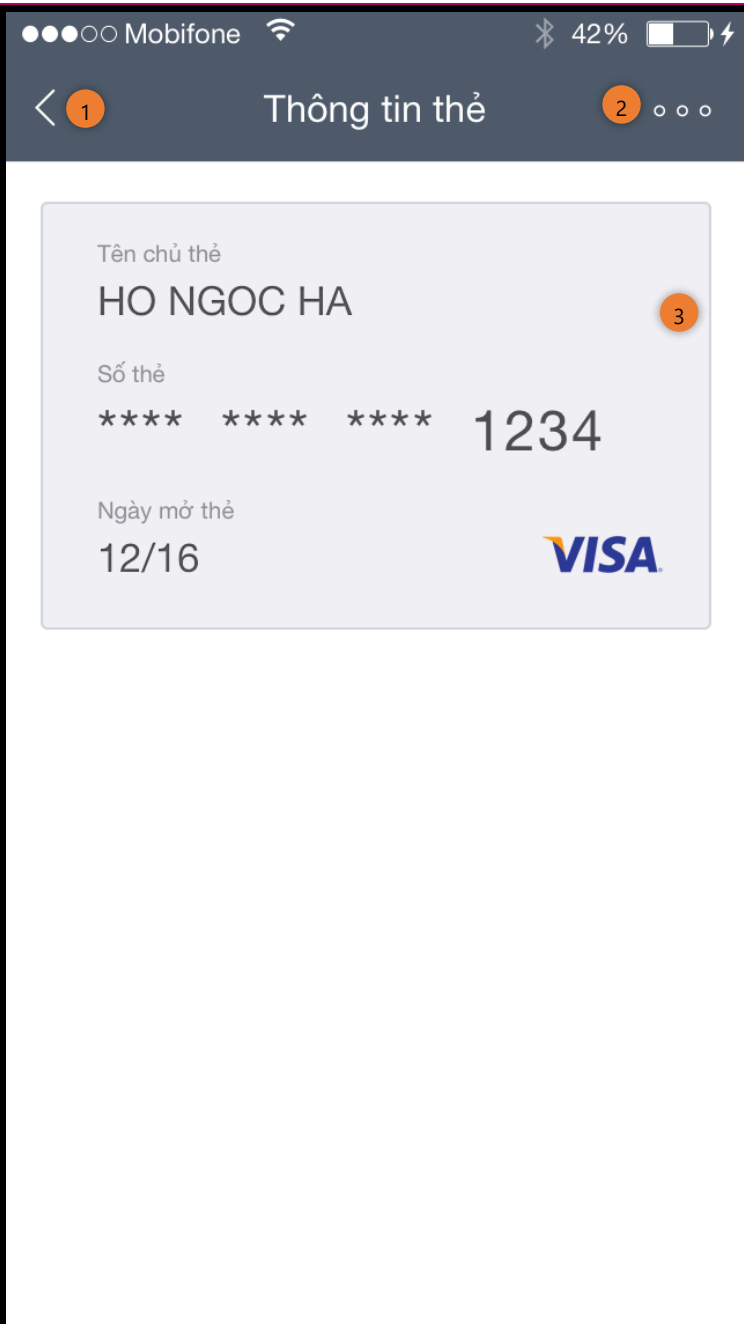 Mobifone 42%
1 Thông tin thẻ 2
Tên chủ thẻ
HO NGOC HA
3
Số thẻ
**** **** **** 1234
Ngày mở thẻ
12/16 VISA